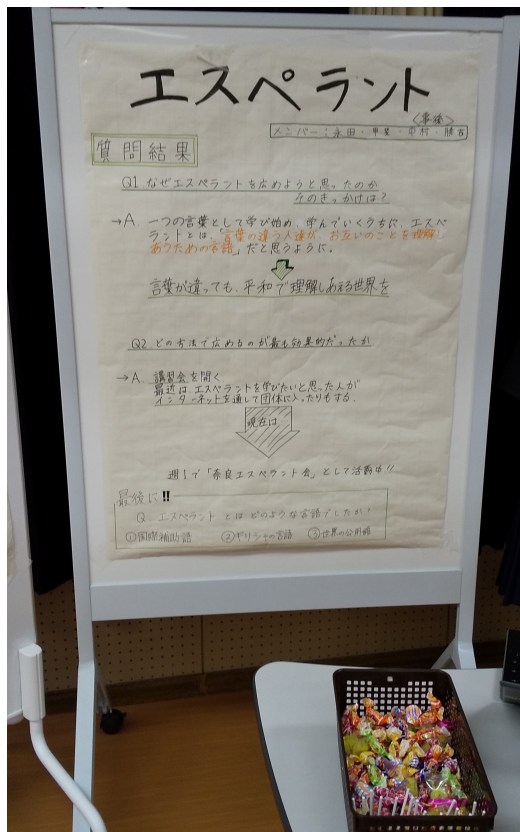 エスペラント
〈事後〉
メンバー：永田・甲斐・中村・勝吉
質問結果
Q1 なぜエスペラントを広めようと思ったのか
そのきっかけは？
→A 一つの言葉として学び始め、学んでいくうちに、エスペ
ラントとは、「言葉の違う人達が、お互いのことを理解し
あうための言語」だと思うように。
言葉が違っても、平和で理解しあえる世界を
Q2 どの方法で広めるのが最も効果的だったか
→A. 講習会を開く
最近は、エスペラントを学びたいと思った人が
インターネットを通して団体に入ったりもする。
現在は
週1で「奈良エスペラント会」として活動中!!
最後に!!
Q. エスペラントとはどのような言語でしたか？
①国際補助語 ②ギリシャの言語 ③世界の公用語